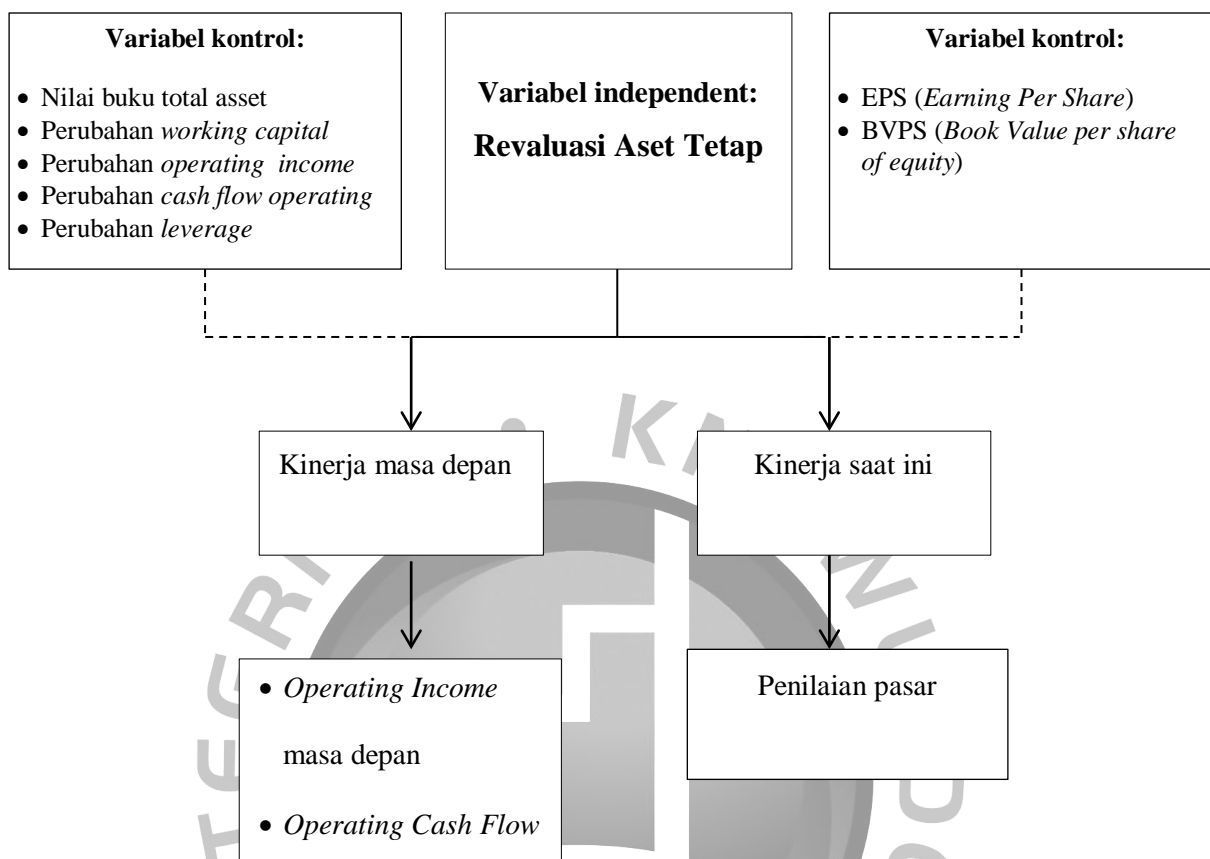 Variabel kontrol:
• Nilai buku total asset
• Perubahan working capital
• Perubahan operating income
• Perubahan cash flow operating
• Perubahan leverage
Variabel independent:
Revaluasi Aset Tetap
Variabel kontrol:
• EPS (Earning Per Share)
• BVPS (Book Value per share
of equity)
Kinerja masa depan
Kinerja saat ini
• Operating Income
masa depan
• Operating Cash Flow
Penilaian pasar